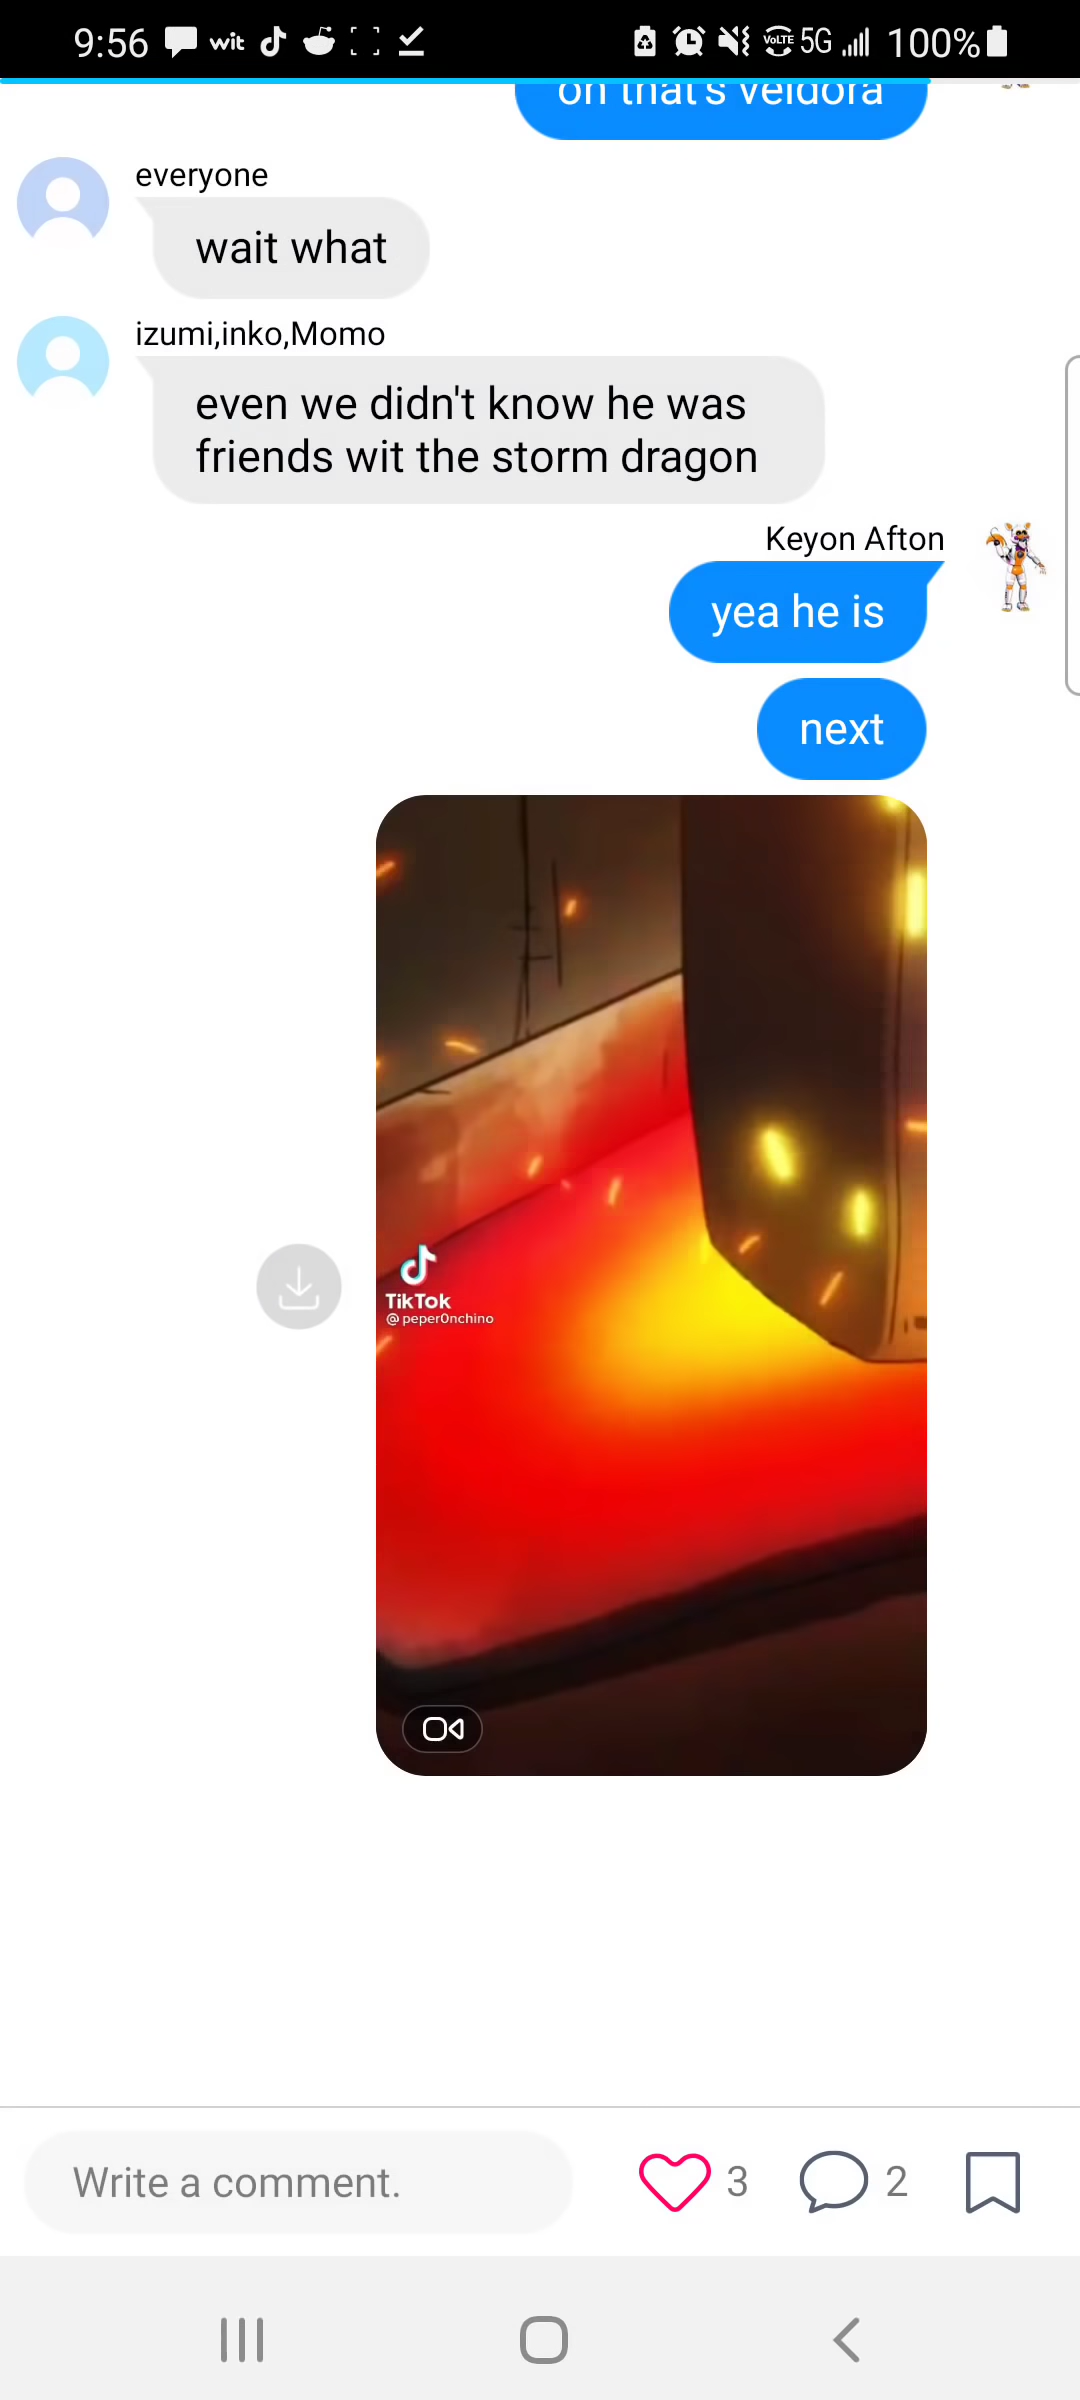 9:56
wit
VoLTE 5G 100%
oh that's veldora
everyone
wait what
izumi,inko,Momo
even we didn't know he was
friends wit the storm dragon
Keyon Afton
yea he is
next
TikTok
@peper0nchino
Write a comment.
3
2